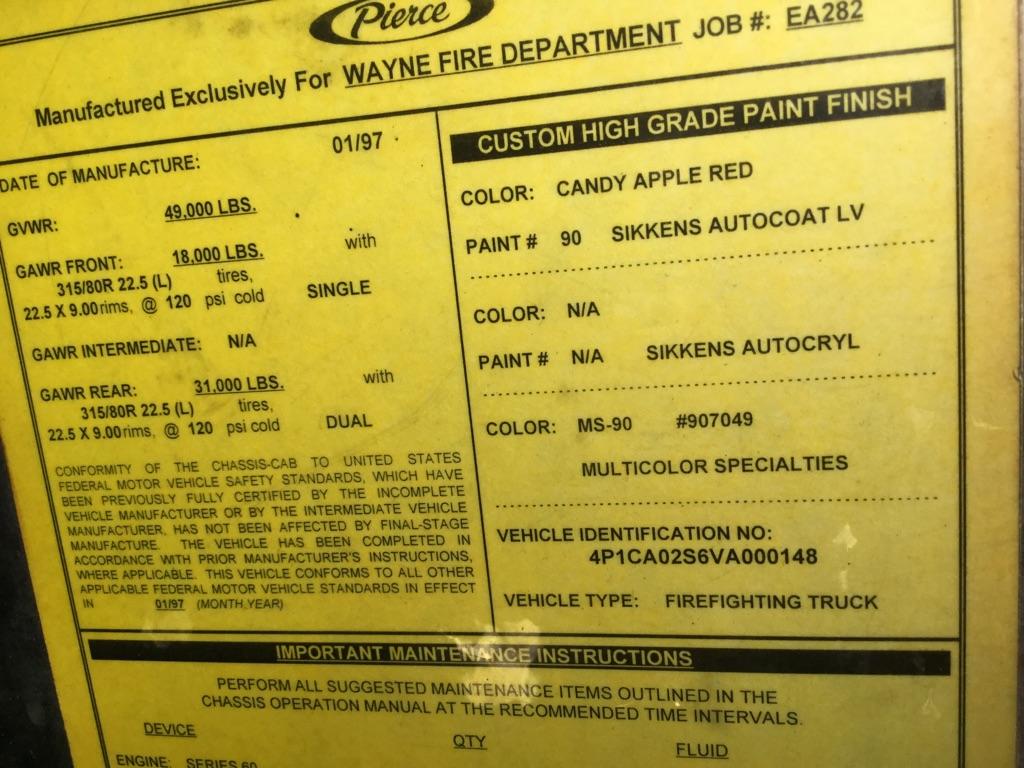 Pierce
Manufactured Exclusively For WAYNE FIRE DEPARTMENT JOB #: EA282
DATE OF MANUFACTURE: 01/97
GVWR: 49,000 LBS.
GAWR FRONT: 18,000 LBS. with
315/80R 22.5 (L) tires,
22.5 X 9.00 rims, @ 120 psi cold SINGLE
GAWR INTERMEDIATE: N/A
GAWR REAR: 31,000 LBS. with
315/80R 22.5 (L) tires,
22.5 X 9.00 rims, @ 120 psi cold DUAL
CONFORMITY OF THE CHASSIS-CAB TO UNITED STATES
FEDERAL MOTOR VEHICLE SAFETY STANDARDS, WHICH HAVE
BEEN PREVIOUSLY FULLY CERTIFIED BY THE INCOMPLETE
VEHICLE MANUFACTURER OR BY THE INTERMEDIATE VEHICLE
MANUFACTURER, HAS NOT BEEN AFFECTED BY FINAL-STAGE
MANUFACTURE. THE VEHICLE HAS BEEN COMPLETED IN
ACCORDANCE WITH PRIOR MANUFACTURER'S INSTRUCTIONS,
WHERE APPLICABLE. THIS VEHICLE CONFORMS TO ALL OTHER
APPLICABLE FEDERAL MOTOR VEHICLE STANDARDS IN EFFECT
IN 01/97 (MONTH, YEAR)
CUSTOM HIGH GRADE PAINT FINISH
COLOR: CANDY APPLE RED
PAINT # 90 SIKKENS AUTOCOAT LV
COLOR: N/A
PAINT # N/A SIKKENS AUTOCRYL
COLOR: MS-90 #907049
MULTICOLOR SPECIALTIES
VEHICLE IDENTIFICATION NO:
4P1CA02S6VA000148
VEHICLE TYPE: FIREFIGHTING TRUCK
IMPORTANT MAINTENANCE INSTRUCTIONS
PERFORM ALL SUGGESTED MAINTENANCE ITEMS OUTLINED IN THE
CHASSIS OPERATION MANUAL AT THE RECOMMENDED TIME INTERVALS.
DEVICE QTY FLUID
ENGINE: SERIES 60